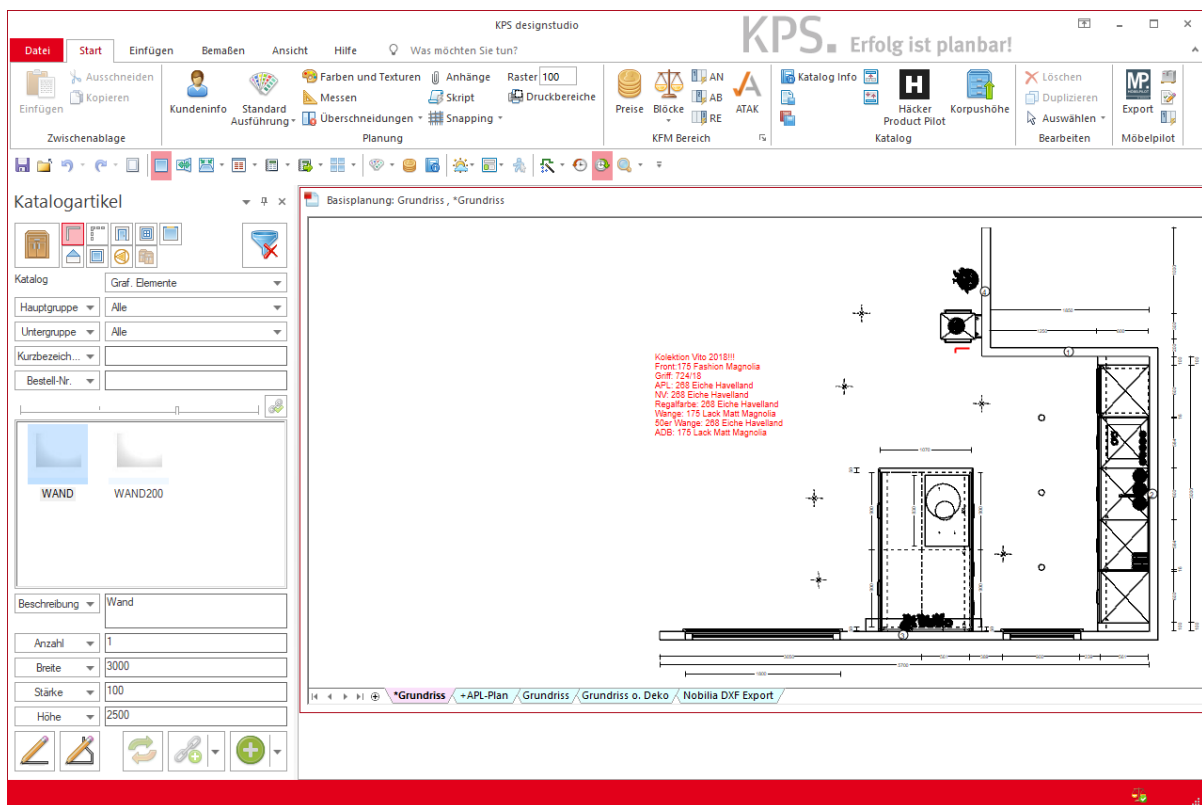 KPS designstudio
KPS. Erfolg ist planbar!
Datei Start Einfügen Bemaßen Ansicht Hilfe Was möchten Sie tun?
Einfügen
Ausschneiden
Kopieren
Zwischenablage
Kundeninfo
Standard Ausführung
Farben und Texturen
Messen
Überschneidungen
Anhänge
Skript
Snapping
Raster 100
Druckbereiche
Planung
Preise
Blöcke
AN
AB
RE
ATAK
KFM Bereich
Katalog Info
H
Häcker
Product Pilot
Korpushöhe
Katalog
Löschen
Duplizieren
Auswählen
Bearbeiten
MP.
Export
Möbelpilot
Katalogartikel
Katalog Graf. Elemente
Hauptgruppe Alle
Untergruppe Alle
Kurzbezeich...
Bestell-Nr.
WAND WAND200
Beschreibung Wand
Anzahl 1
Breite 3000
Stärke 100
Höhe 2500
Basisplanung: Grundriss , *Grundriss
Kolektion Vito 2018!!!
Front:175 Fashion Magnolia
Griff: 724/18
APL: 268 Eiche Havelland
NV: 268 Eiche Havelland
Regalfarbe: 268 Eiche Havelland
Wange: 175 Lack Matt Magnolia
50er Wange: 268 Eiche Havelland
ADB: 175 Lack Matt Magnolia
4
1
2
3
*Grundriss +APL-Plan Grundriss Grundriss o. Deko Nobilia DXF Export